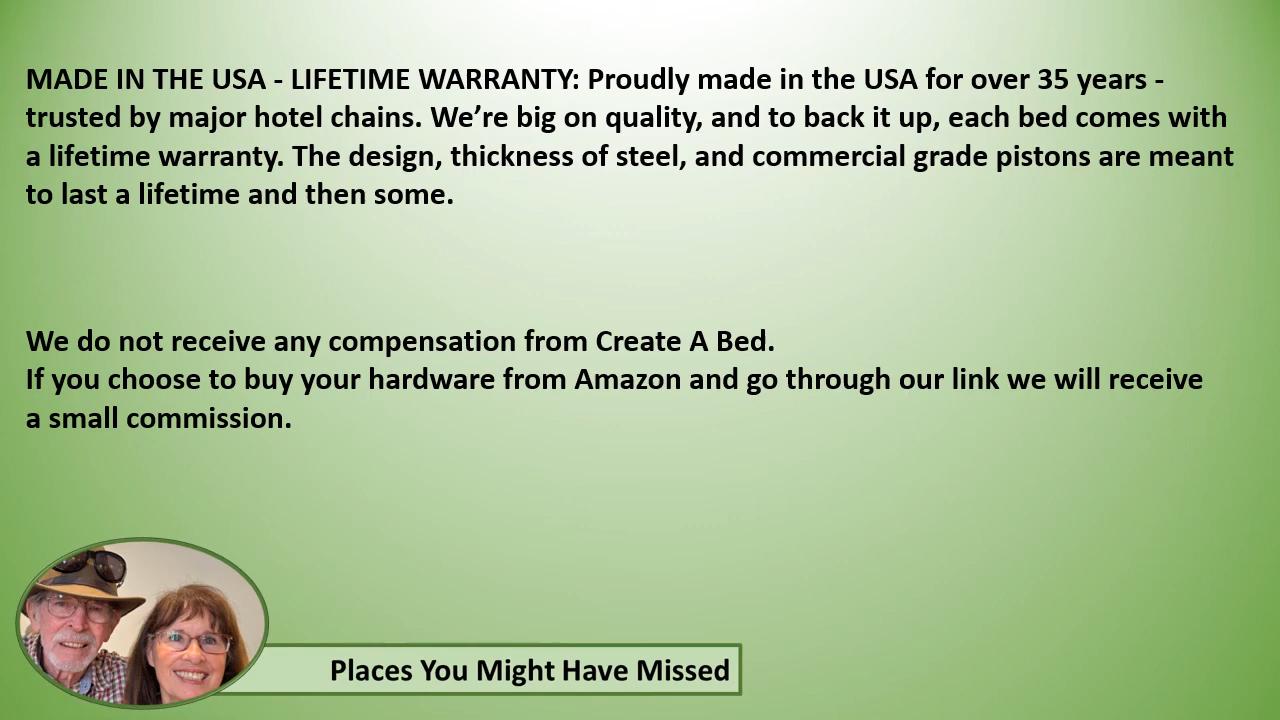 MADE IN THE USA - LIFETIME WARRANTY: Proudly made in the USA for over 35 years -
trusted by major hotel chains. We’re big on quality, and to back it up, each bed comes with
a lifetime warranty. The design, thickness of steel, and commercial grade pistons are meant
to last a lifetime and then some.
We do not receive any compensation from Create A Bed.
If you choose to buy your hardware from Amazon and go through our link we will receive
a small commission.
Places You Might Have Missed